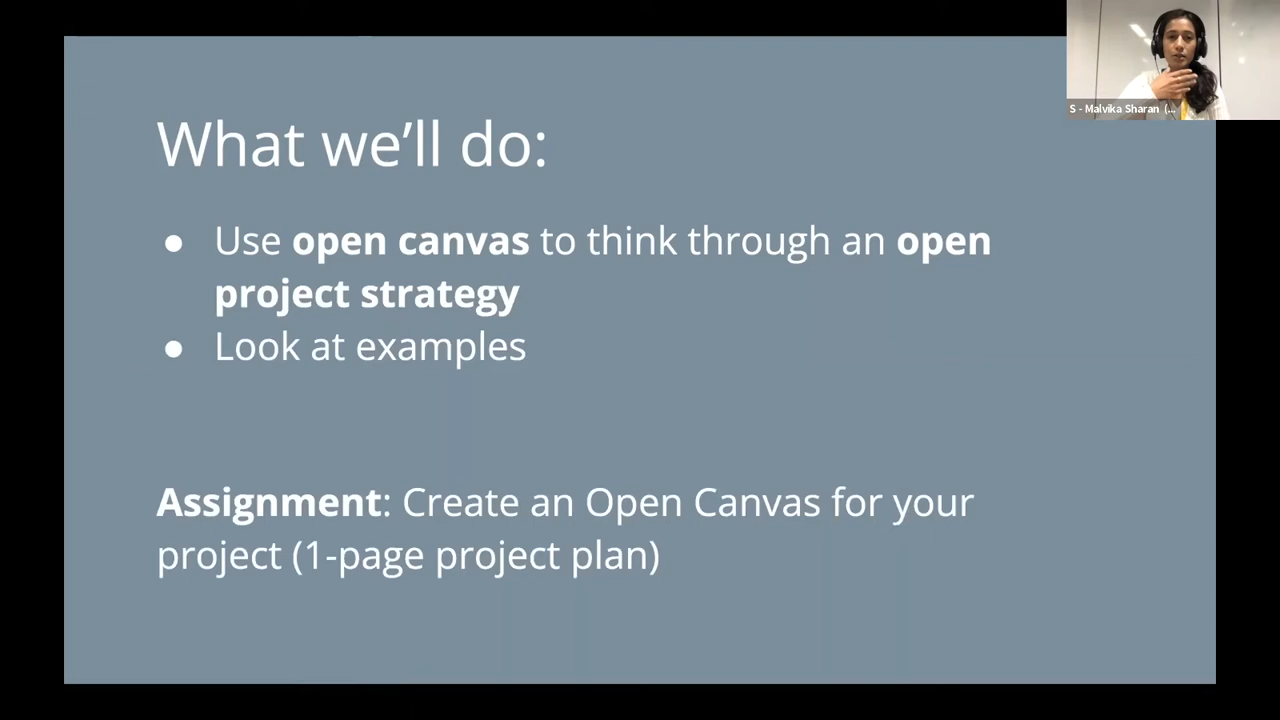 What we’ll do:
● Use open canvas to think through an open
project strategy
● Look at examples
Assignment: Create an Open Canvas for your
project (1-page project plan)
S - Malvika Sharan (...